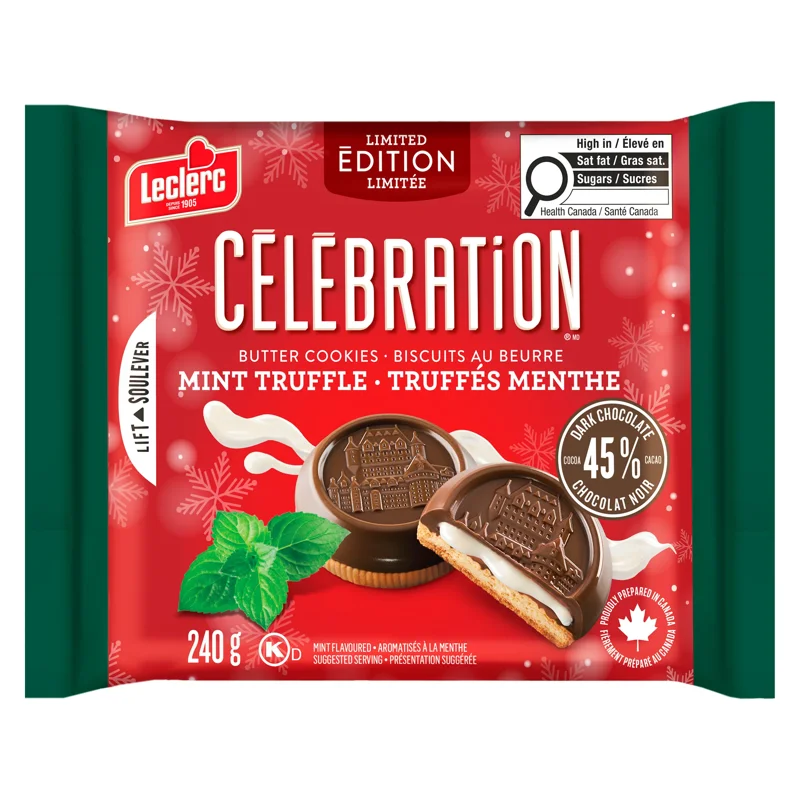 Leclerc
DEPUIS
SINCE 1905
LIMITED
ĒDITION
LIMITÉE
High in / Élevé en
Sat fat / Gras sat.
Sugars / Sucres
Health Canada / Santé Canada
CĒLĒBRATiON
® MD
BUTTER COOKIES · BISCUITS AU BEURRE
MINT TRUFFLE · TRUFFÉS MENTHE
LIFT ▲ SOULEVER
DARK CHOCOLATE
COCOA 45% CACAO
CHOCOLAT NOIR
PROUDLY PREPARED IN CANADA
FIÈREMENT PRÉPARÉ AU CANADA
240 g
K D
MINT FLAVOURED · AROMATISÉS À LA MENTHE
SUGGESTED SERVING · PRÉSENTATION SUGGÉRÉE